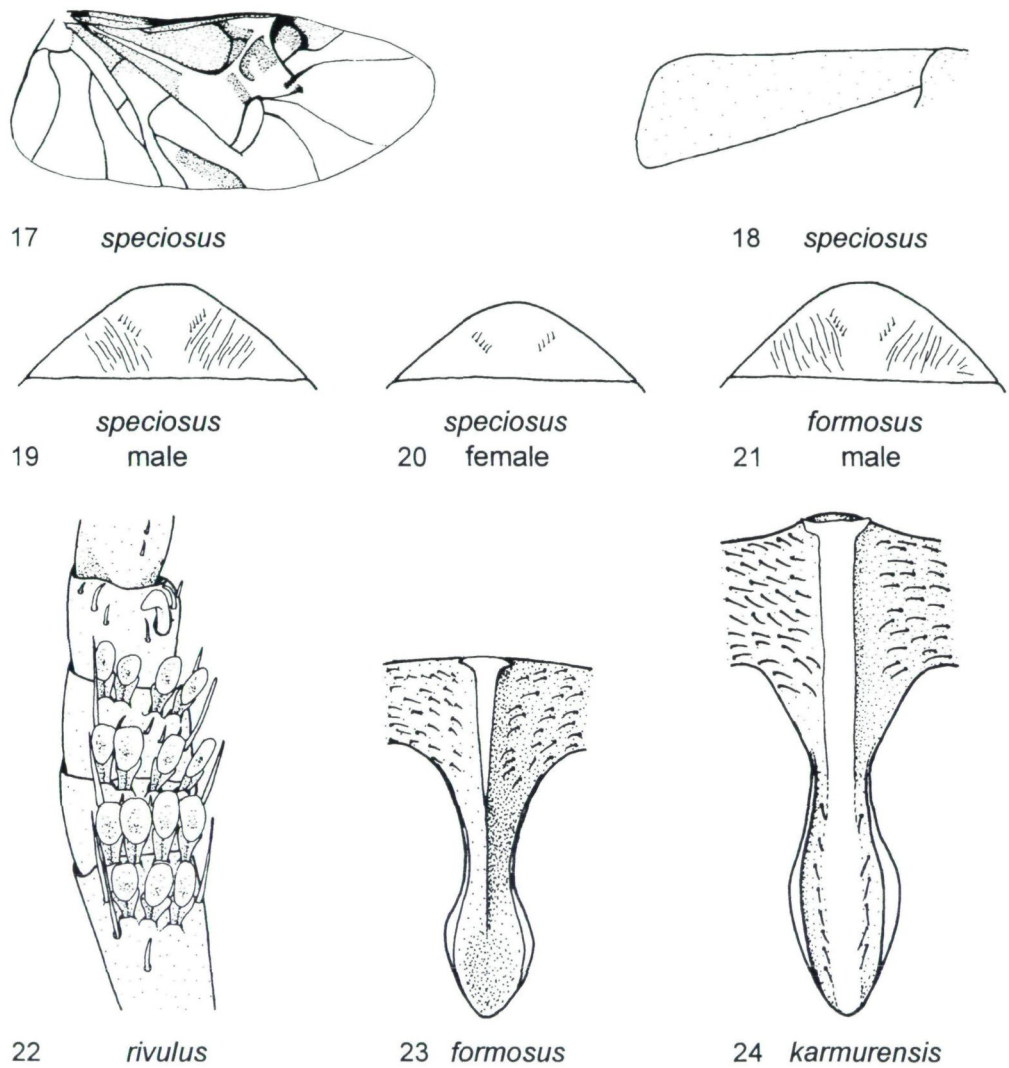 17 speciosus
18 speciosus
speciosus
19 male
speciosus
20 female
formosus
21 male
22 rivulus
23 formosus
24 karmurensis